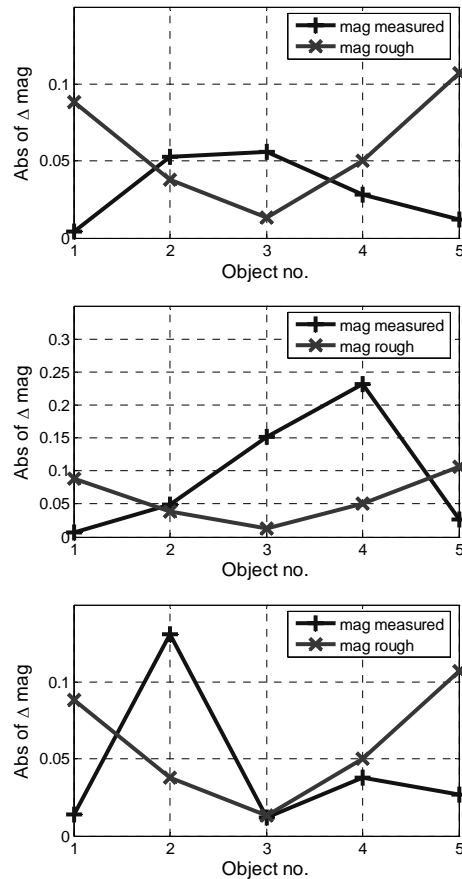 mag measured
mag rough
0.1
0.05
0
1 2 3 4 5
Abs of Δ mag
Object no.
mag measured
mag rough
0.3
0.25
0.2
0.15
0.1
0.05
0
1 2 3 4 5
Abs of Δ mag
Object no.
mag measured
mag rough
0.1
0.05
0
1 2 3 4 5
Abs of Δ mag
Object no.